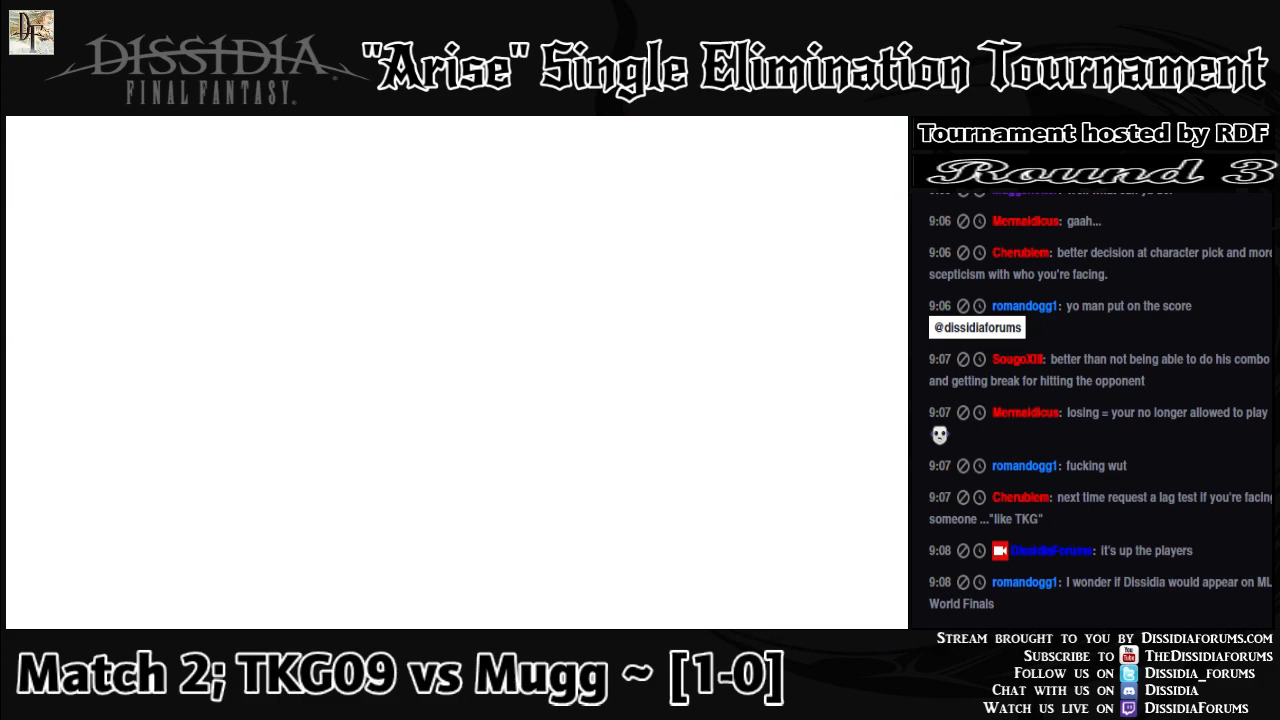 DF
DISSIDIA
FINAL FANTASY.
"Arise" Single Elimination Tournament
Tournament hosted by RDF
Round 3
9:06 Mermaidicus: gaah...
9:06 Cherublem: better decision at character pick and more
scepticism with who you're facing.
9:06 romandogg1: yo man put on the score
@dissidiaforums
9:07 SougoXIII: better than not being able to do his combo
and getting break for hitting the opponent
9:07 Mermaidicus: losing = your no longer allowed to play
9:07 romandogg1: fucking wut
9:07 Cherublem: next time request a lag test if you're facing
someone ..."like TKG"
9:08 DissidiaForums: It's up the players
9:08 romandogg1: I wonder if Dissidia would appear on ML
World Finals
Match 2; TKG09 vs Mugg ~ [1-0]
Stream brought to you by Dissidiaforums.com
Subscribe to You Tube TheDissidiaforums
Follow us on Dissidia_forums
Chat with us on Dissidia
Watch us live on DissidiaForums